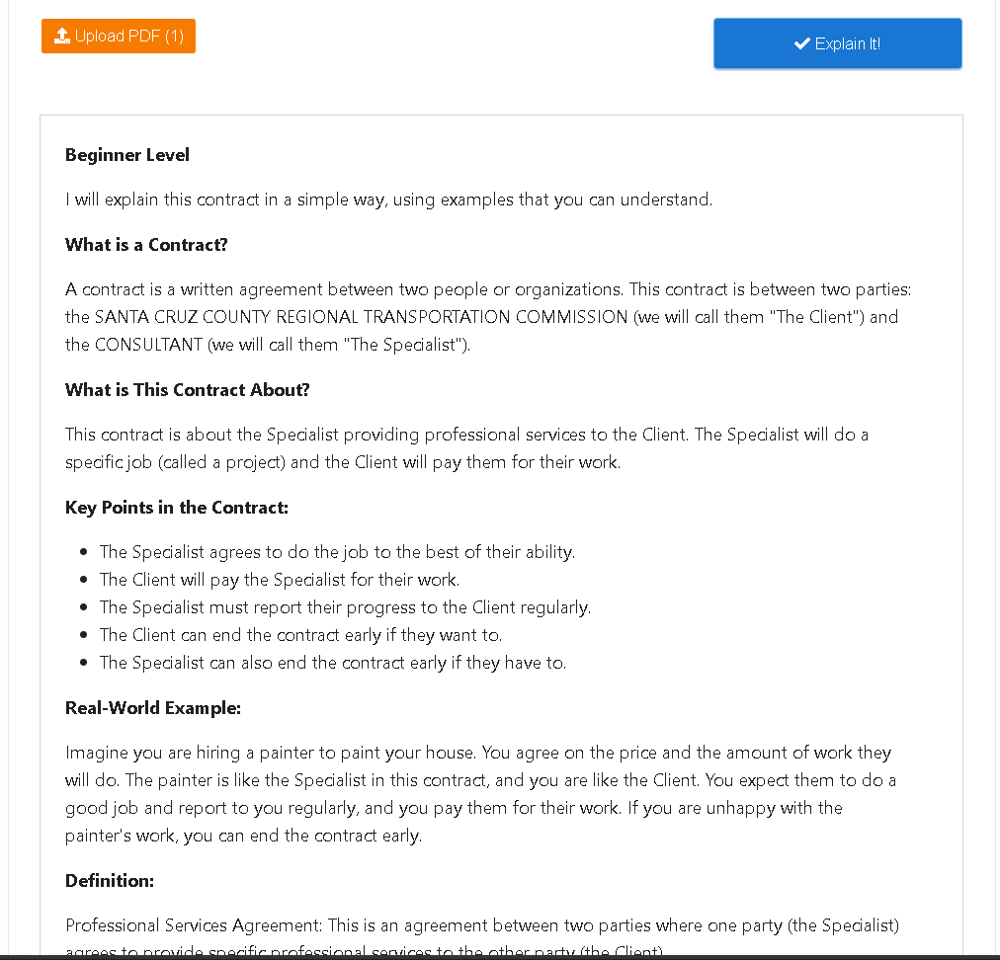 Upload PDF (1)
Explain It!
Beginner Level
I will explain this contract in a simple way, using examples that you can understand.
What is a Contract?
A contract is a written agreement between two people or organizations. This contract is between two parties:
the SANTA CRUZ COUNTY REGIONAL TRANSPORTATION COMMISSION (we will call them "The Client") and
the CONSULTANT (we will call them "The Specialist").
What is This Contract About?
This contract is about the Specialist providing professional services to the Client. The Specialist will do a
specific job (called a project) and the Client will pay them for their work.
Key Points in the Contract:
• The Specialist agrees to do the job to the best of their ability.
• The Client will pay the Specialist for their work.
• The Specialist must report their progress to the Client regularly.
• The Client can end the contract early if they want to.
• The Specialist can also end the contract early if they have to.
Real-World Example:
Imagine you are hiring a painter to paint your house. You agree on the price and the amount of work they
will do. The painter is like the Specialist in this contract, and you are like the Client. You expect them to do a
good job and report to you regularly, and you pay them for their work. If you are unhappy with the
painter's work, you can end the contract early.
Definition:
Professional Services Agreement: This is an agreement between two parties where one party (the Specialist)
agrees to provide specific professional services to the other party (the Client)